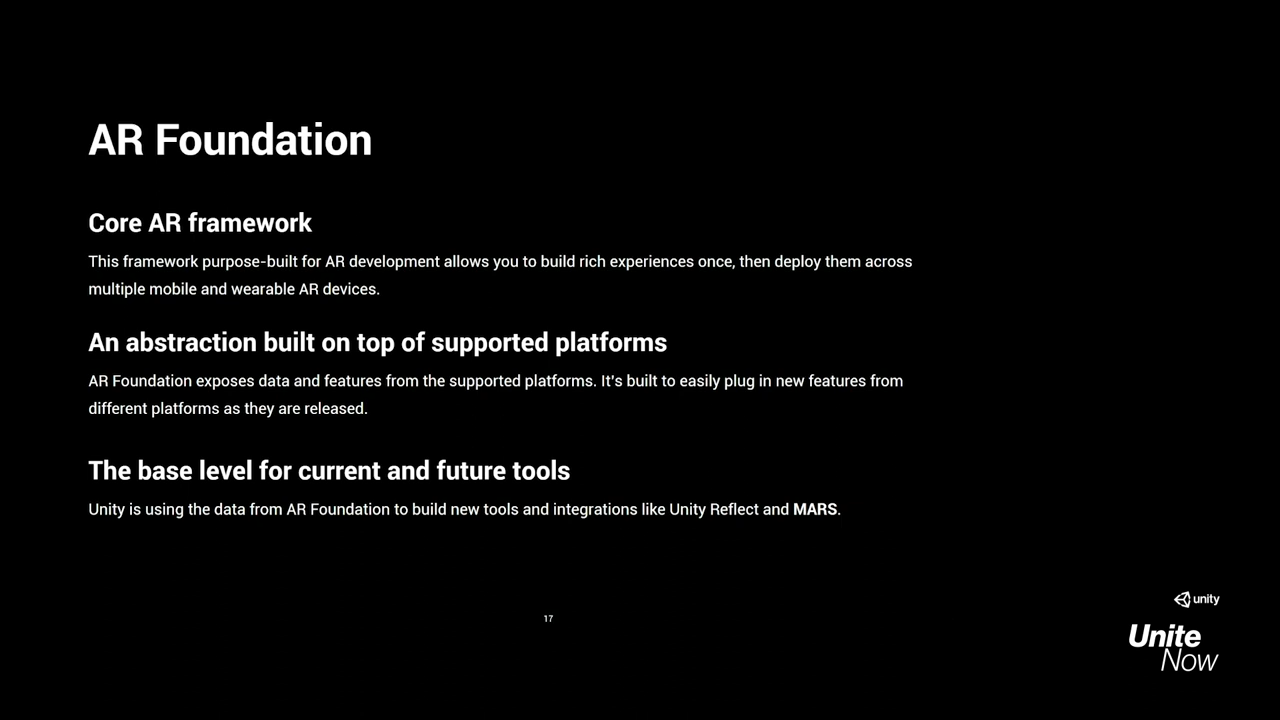 AR Foundation
Core AR framework
This framework purpose-built for AR development allows you to build rich experiences once, then deploy them across
multiple mobile and wearable AR devices.
An abstraction built on top of supported platforms
AR Foundation exposes data and features from the supported platforms. It's built to easily plug in new features from
different platforms as they are released.
The base level for current and future tools
Unity is using the data from AR Foundation to build new tools and integrations like Unity Reflect and MARS.
17
unity
Unite
Now